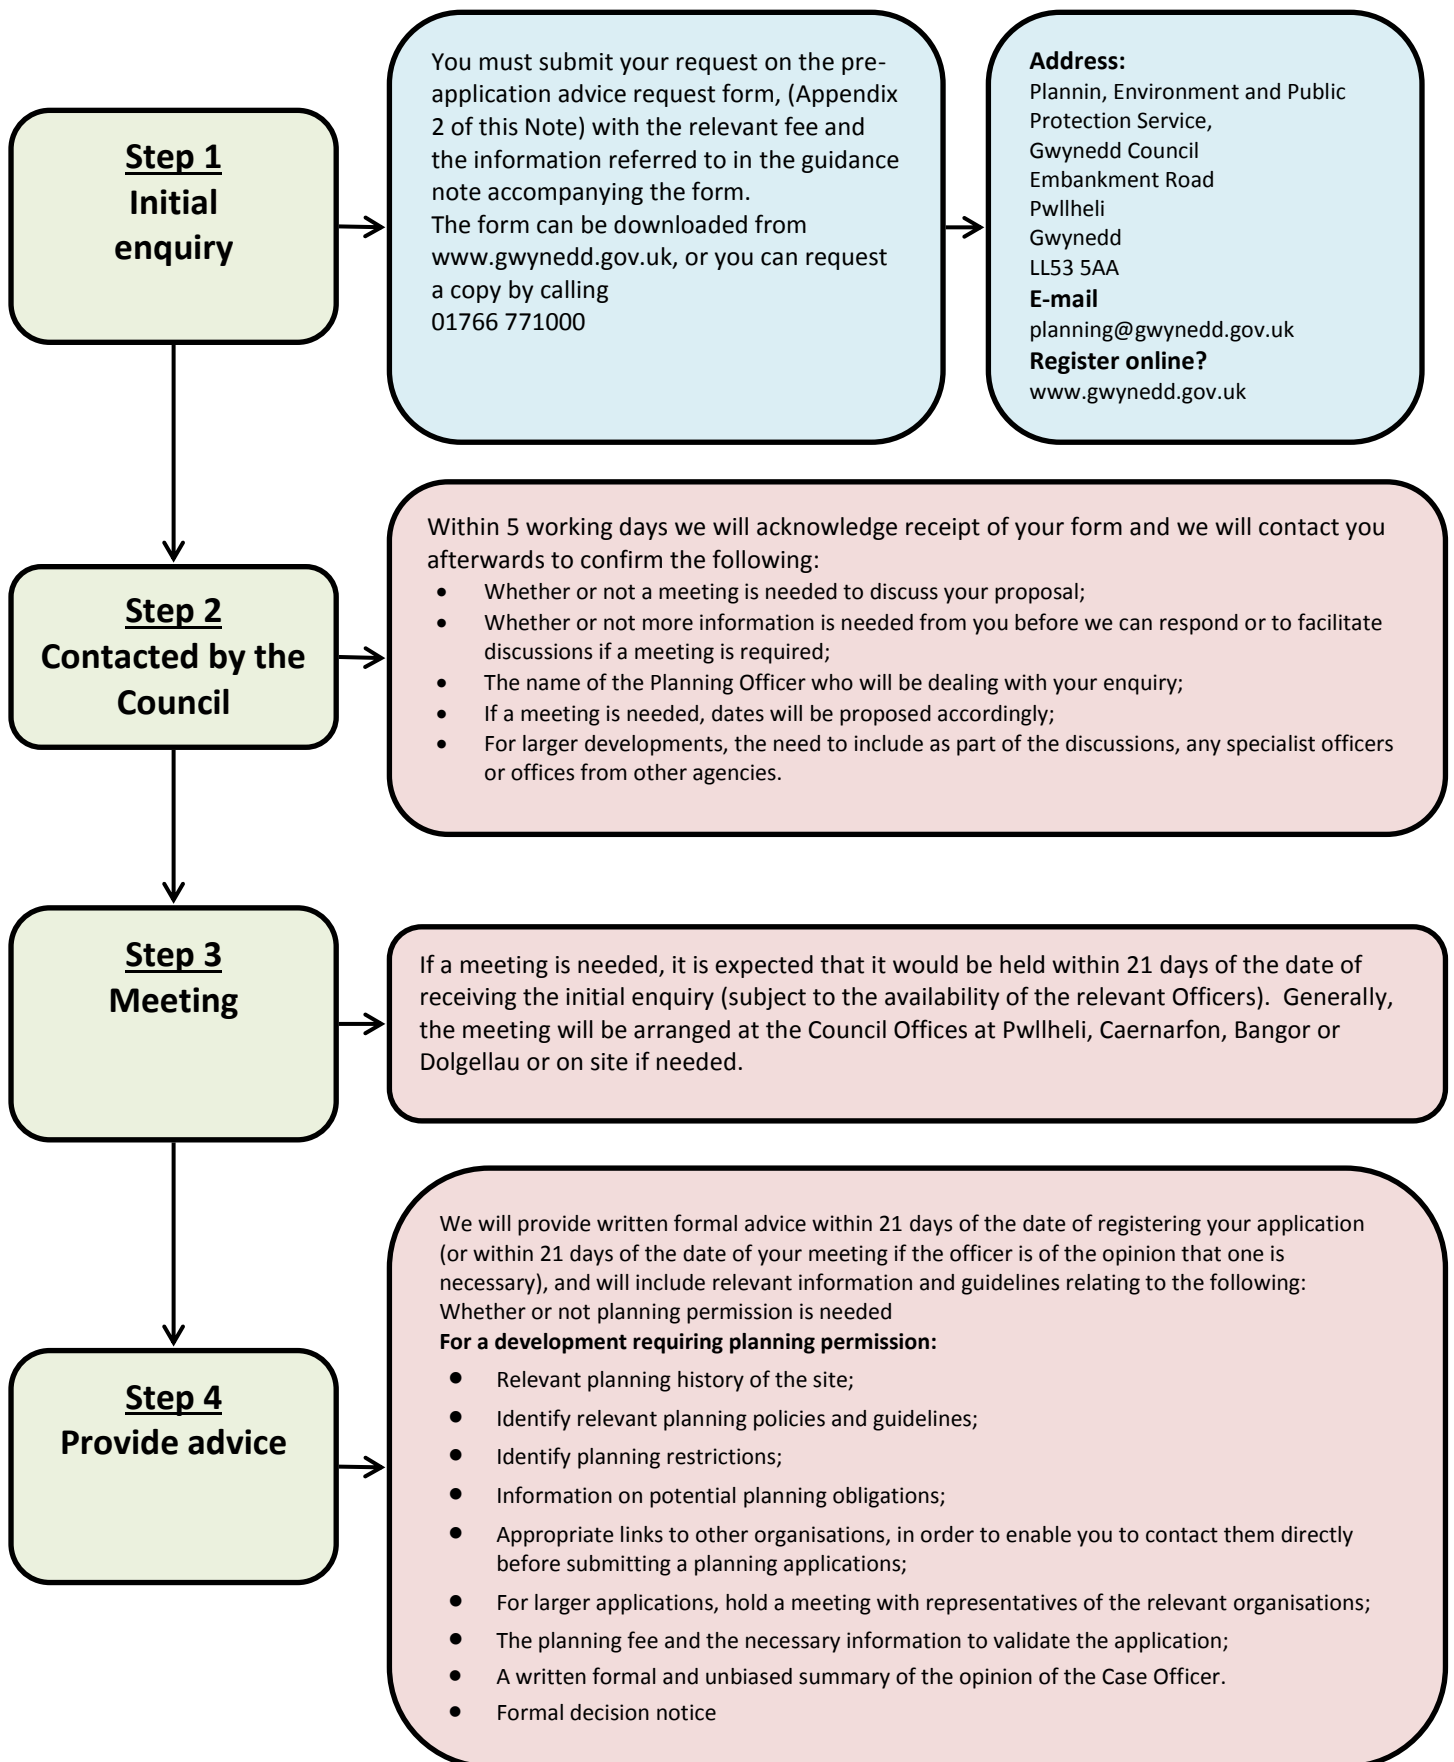 Step 1
Initial
enquiry
You must submit your request on the pre-
application advice request form, (Appendix
2 of this Note) with the relevant fee and
the information referred to in the guidance
note accompanying the form.
The form can be downloaded from
www.gwynedd.gov.uk, or you can request
a copy by calling
01766 771000
Address:
Plannin, Environment and Public
Protection Service,
Gwynedd Council
Embankment Road
Pwllheli
Gwynedd
LL53 5AA
E-mail
planning@gwynedd.gov.uk
Register online?
www.gwynedd.gov.uk
Step 2
Contacted by the
Council
Within 5 working days we will acknowledge receipt of your form and we will contact you
afterwards to confirm the following:
• Whether or not a meeting is needed to discuss your proposal;
• Whether or not more information is needed from you before we can respond or to facilitate
discussions if a meeting is required;
• The name of the Planning Officer who will be dealing with your enquiry;
• If a meeting is needed, dates will be proposed accordingly;
• For larger developments, the need to include as part of the discussions, any specialist officers
or offices from other agencies.
Step 3
Meeting
If a meeting is needed, it is expected that it would be held within 21 days of the date of
receiving the initial enquiry (subject to the availability of the relevant Officers).  Generally,
the meeting will be arranged at the Council Offices at Pwllheli, Caernarfon, Bangor or
Dolgellau or on site if needed.
Step 4
Provide advice
We will provide written formal advice within 21 days of the date of registering your application
(or within 21 days of the date of your meeting if the officer is of the opinion that one is
necessary), and will include relevant information and guidelines relating to the following:
Whether or not planning permission is needed
For a development requiring planning permission:
• Relevant planning history of the site;
• Identify relevant planning policies and guidelines;
• Identify planning restrictions;
• Information on potential planning obligations;
• Appropriate links to other organisations, in order to enable you to contact them directly
before submitting a planning applications;
• For larger applications, hold a meeting with representatives of the relevant organisations;
• The planning fee and the necessary information to validate the application;
• A written formal and unbiased summary of the opinion of the Case Officer.
• Formal decision notice